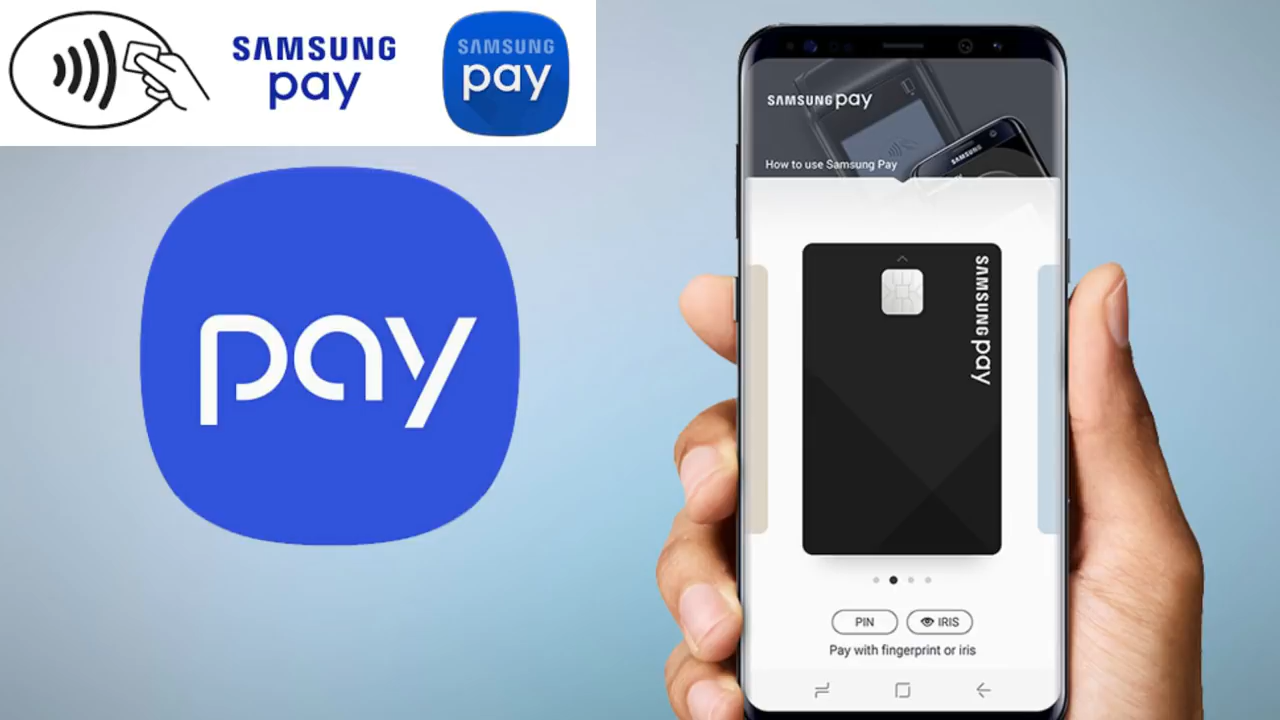 SAMSUNG
pay
SAMSUNG
pay
pay
SAMSUNG pay
How to use Samsung Pay
SAMSUNG
SAMSUNG pay
PIN
IRIS
Pay with fingerprint or iris